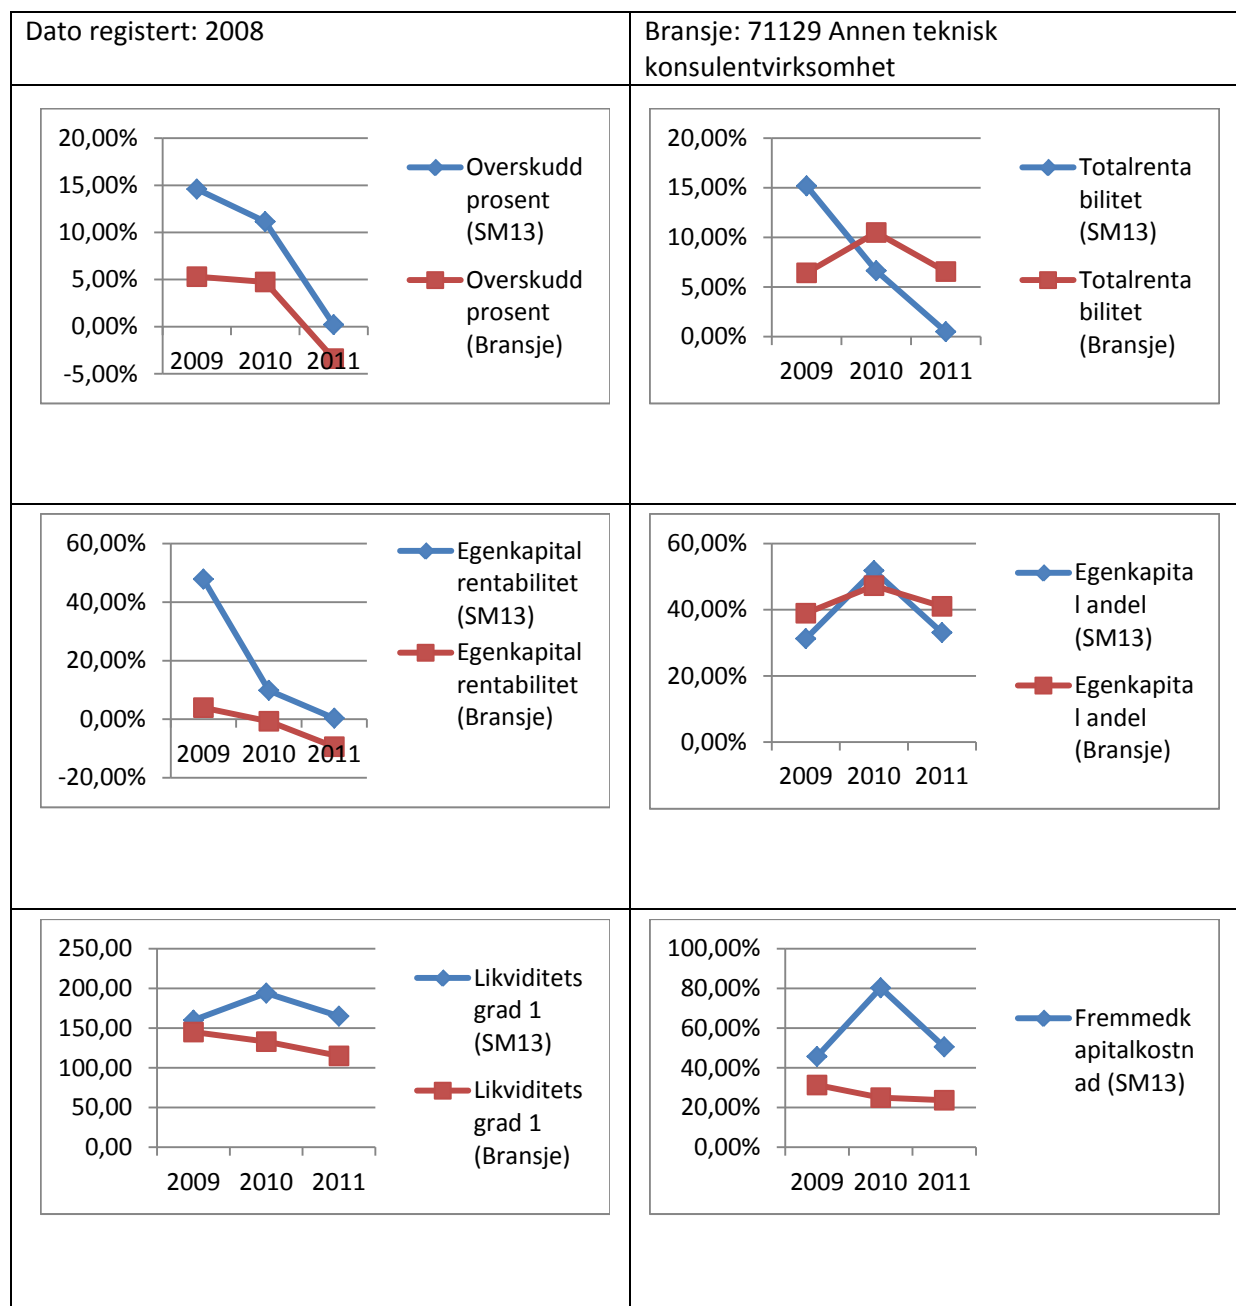 Dato registert: 2008
Bransje: 71129 Annen teknisk
konsulentvirksomhet
20,00%
15,00%
10,00%
5,00%
0,00%
-5,00%
2009 2010 2011
Overskudd
prosent
(SM13)
Overskudd
prosent
(Bransje)
20,00%
15,00%
10,00%
5,00%
0,00%
2009 2010 2011
Totalrenta
bilitet
(SM13)
Totalrenta
bilitet
(Bransje)
60,00%
40,00%
20,00%
0,00%
-20,00%
2009 2010 2011
Egenkapital
rentabilitet
(SM13)
Egenkapital
rentabilitet
(Bransje)
60,00%
40,00%
20,00%
0,00%
2009 2010 2011
Egenkapita
l andel
(SM13)
Egenkapita
l andel
(Bransje)
250,00
200,00
150,00
100,00
50,00
0,00
2009 2010 2011
Likviditets
grad 1
(SM13)
Likviditets
grad 1
(Bransje)
100,00%
80,00%
60,00%
40,00%
20,00%
0,00%
2009 2010 2011
Fremmedk
apitalkostn
ad (SM13)